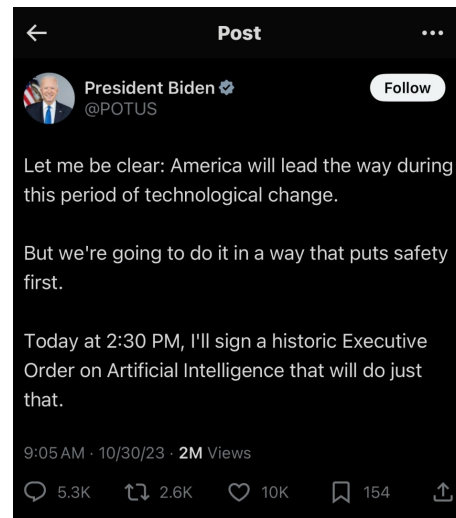 Post
President Biden
@POTUS
Follow
Let me be clear: America will lead the way during
this period of technological change.
But we're going to do it in a way that puts safety
first.
Today at 2:30 PM, I'll sign a historic Executive
Order on Artificial Intelligence that will do just
that.
9:05 AM · 10/30/23 · 2M Views
5.3K 2.6K 10K 154